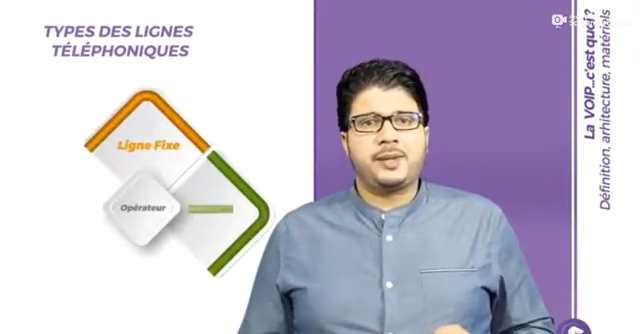 TYPES DES LIGNES
TÉLÉPHONIQUES
Ligne Fixe
Opérateur
La VOIP...c'est quoi ?
Définition, arhitecture, matériels